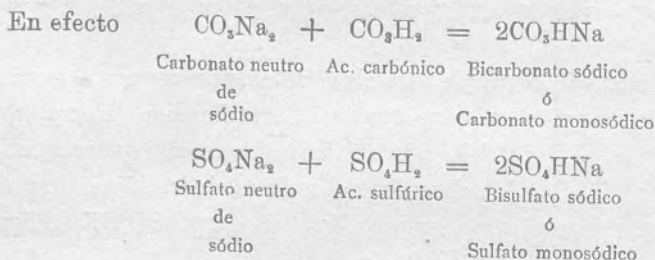 En efecto CO₃Na₂ + CO₃H₂ = 2CO₃HNa
Carbonato neutro Ac. carbónico Bicarbonato sódico
de ó
sódio Carbonato monosódico
SO₄Na₂ + SO₄H₂ = 2SO₄HNa
Sulfato neutro Ac. sulfúrico Bisulfato sódico
de ó
sódio Sulfato monosódico